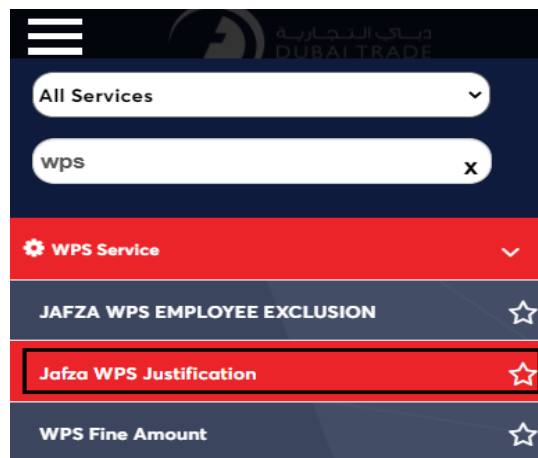 دبي التجارية
DUBAI TRADE
All Services
wps
x
WPS Service
JAFZA WPS EMPLOYEE EXCLUSION
Jafza WPS Justification
WPS Fine Amount